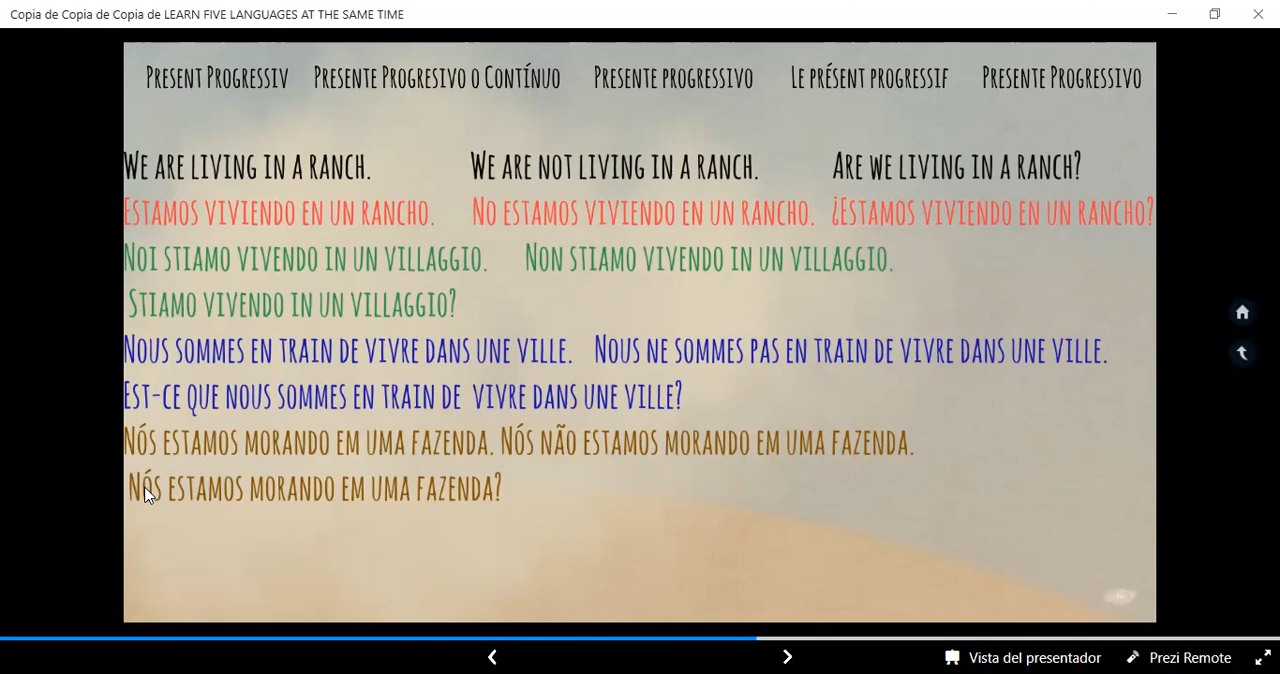 Copia de Copia de Copia de LEARN FIVE LANGUAGES AT THE SAME TIME
PRESENT PROGRESSIV PRESENTE PROGRESIVO O CONTÍNUO PRESENTE PROGRESSIVO LE PRÉSENT PROGRESSIF PRESENTE PROGRESSIVO
WE ARE LIVING IN A RANCH. WE ARE NOT LIVING IN A RANCH. ARE WE LIVING IN A RANCH?
ESTAMOS VIVIENDO EN UN RANCHO. NO ESTAMOS VIVIENDO EN UN RANCHO. ¿ESTAMOS VIVIENDO EN UN RANCHO?
NOI STIAMO VIVENDO IN UN VILLAGGIO. NON STIAMO VIVENDO IN UN VILLAGGIO.
STIAMO VIVENDO IN UN VILLAGGIO?
NOUS SOMMES EN TRAIN DE VIVRE DANS UNE VILLE. NOUS NE SOMMES PAS EN TRAIN DE VIVRE DANS UNE VILLE.
EST-CE QUE NOUS SOMMES EN TRAIN DE VIVRE DANS UNE VILLE?
NÓS ESTAMOS MORANDO EM UMA FAZENDA. NÓS NÃO ESTAMOS MORANDO EM UMA FAZENDA.
NÓS ESTAMOS MORANDO EM UMA FAZENDA?
Vista del presentador Prezi Remote